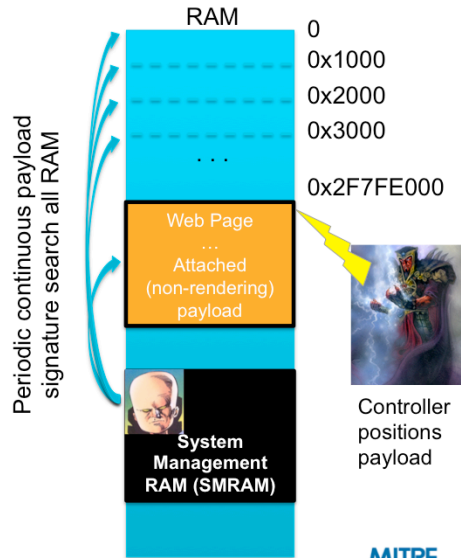 RAM
0
0x1000
0x2000
0x3000
. . .
0x2F7FE000
Periodic continuous payload
signature search all RAM
Web Page
...
Attached
(non-rendering)
payload
Controller
positions
payload
System
Management
RAM (SMRAM)
MITRE